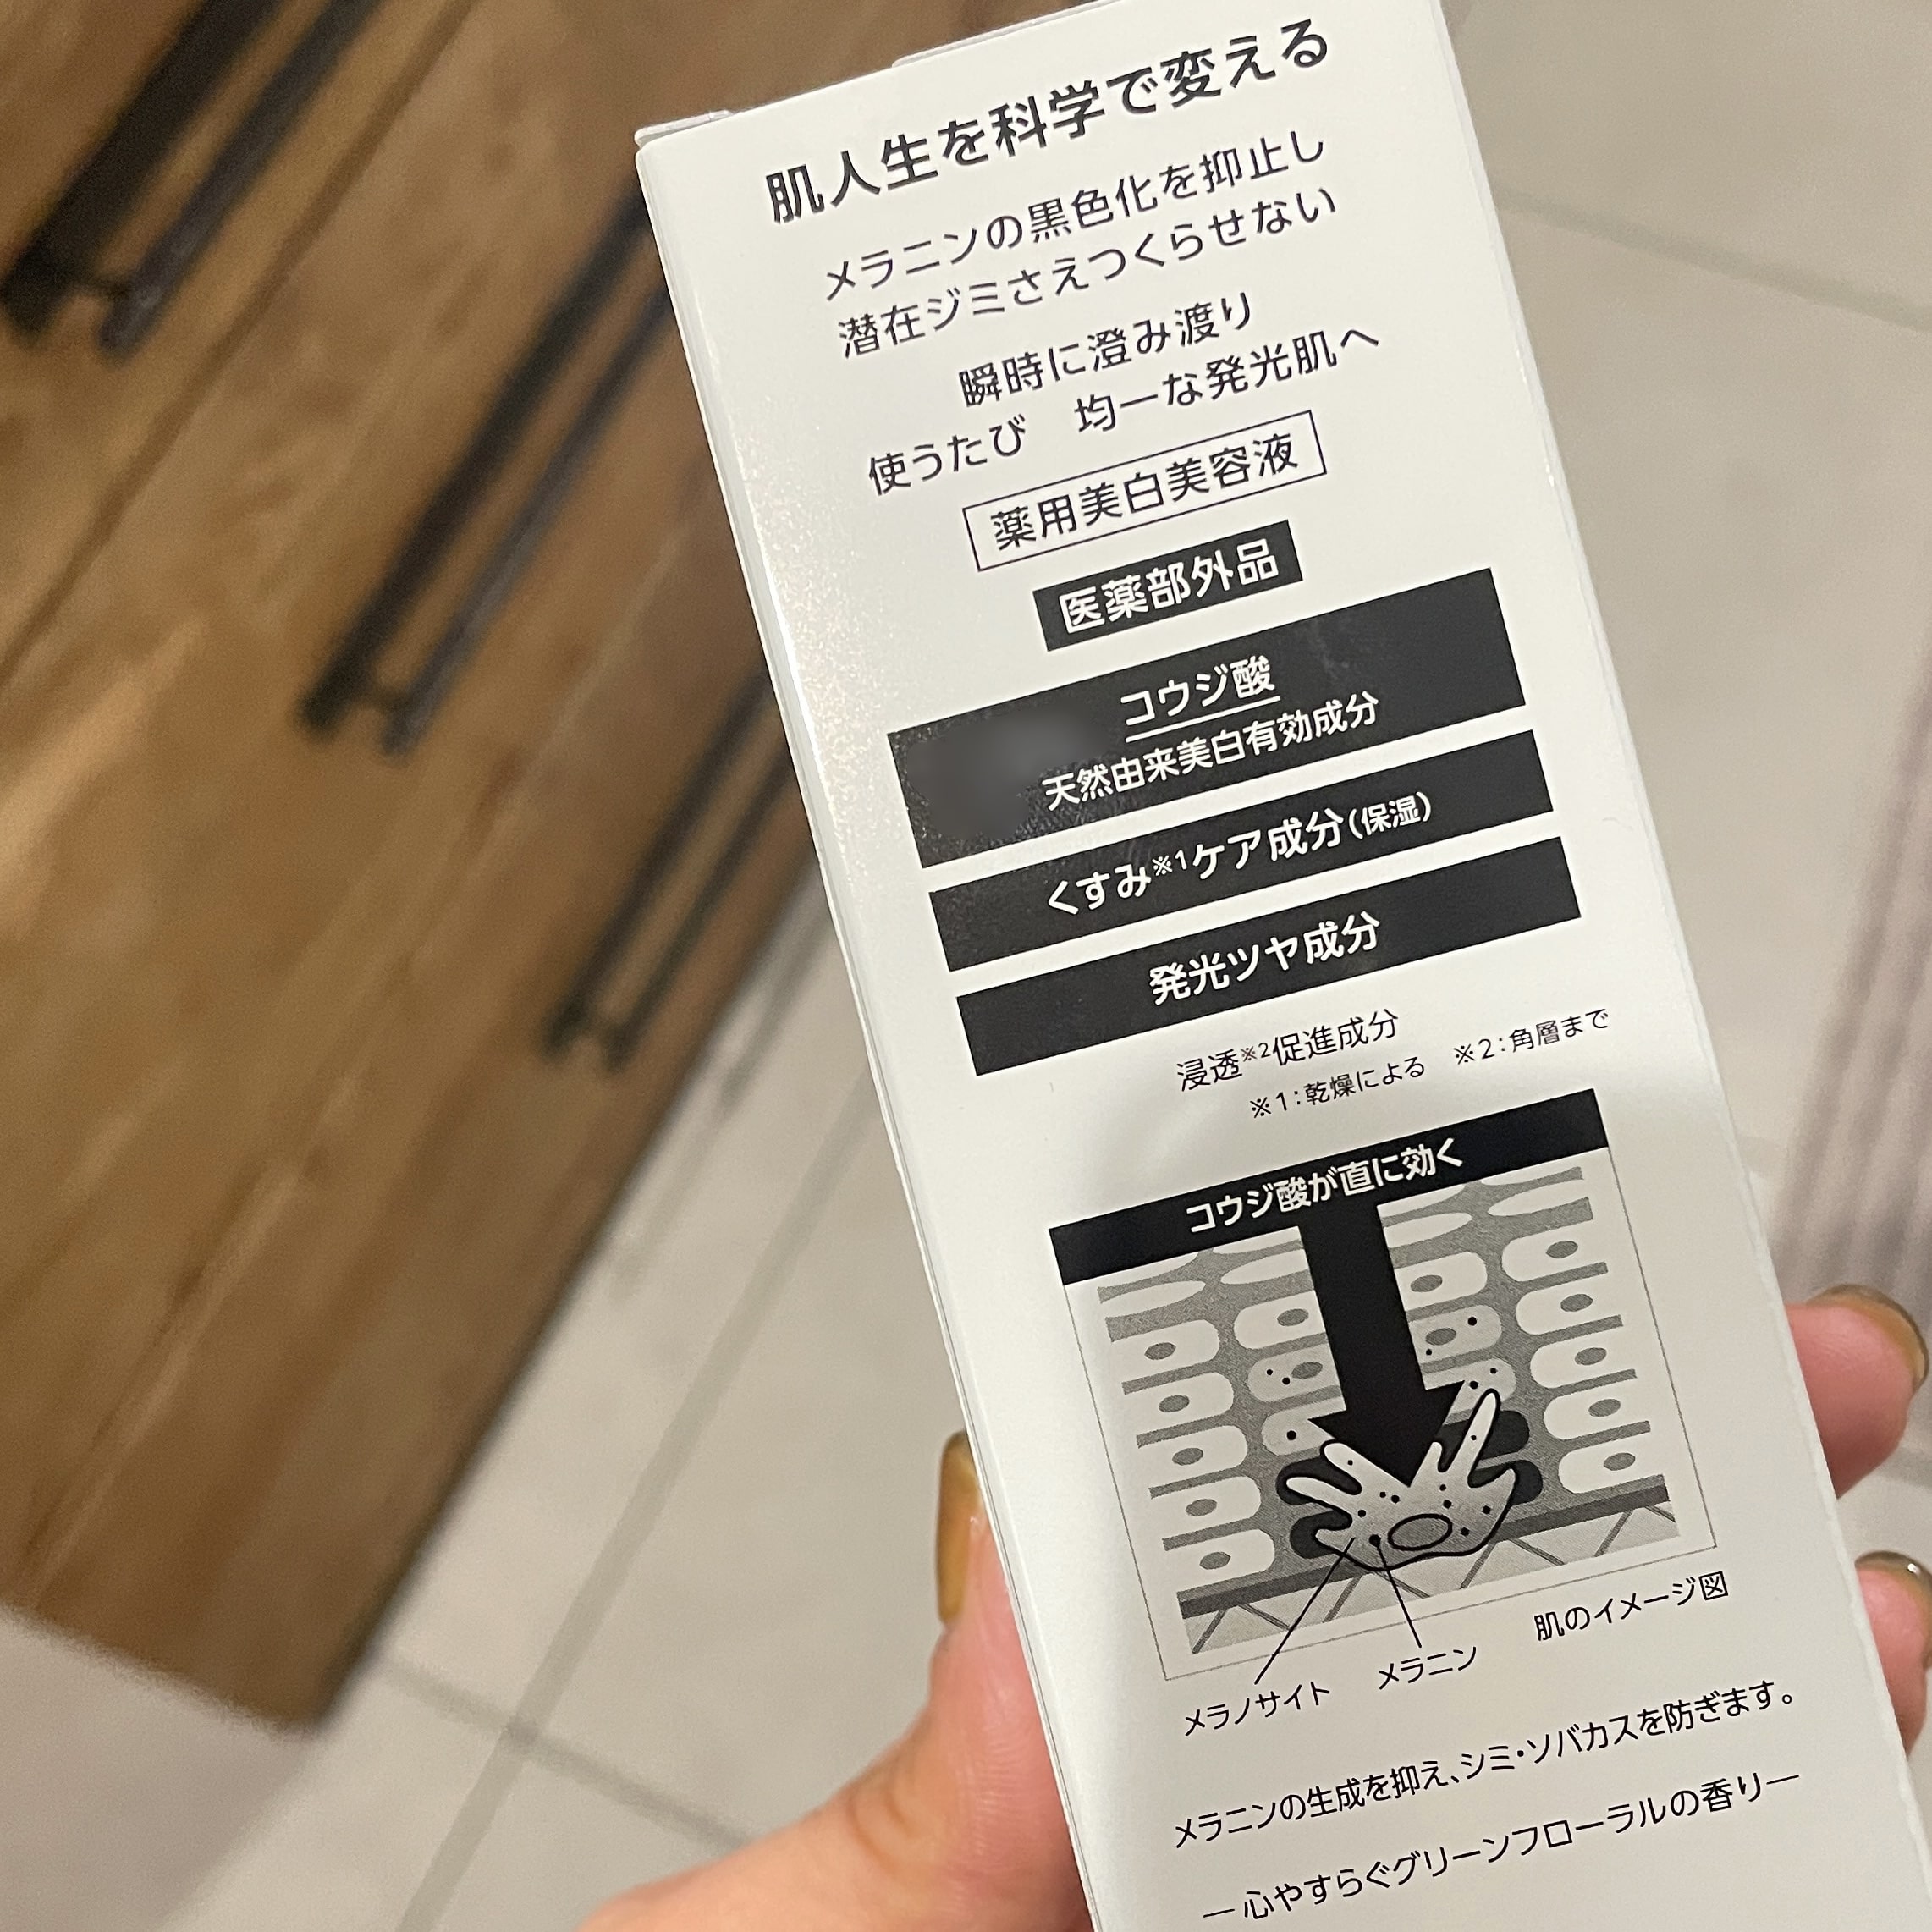 肌人生を科学で変える
メラニンの黒色化を抑止し
潜在ジミさえつくらせない
瞬時に澄み渡り
使うたび 均一な発光肌へ
薬用美白美容液
医薬部外品
コウジ酸
天然由来美白有効成分
くすみ※1ケア成分(保湿)
発光ツヤ成分
浸透※2促進成分
※1:乾燥による ※2:角層まで
コウジ酸が直に効く
メラノサイト メラニン 肌のイメージ図
メラニンの生成を抑え、シミ・ソバカスを防ぎます。
― 心やすらぐグリーンフローラルの香り―